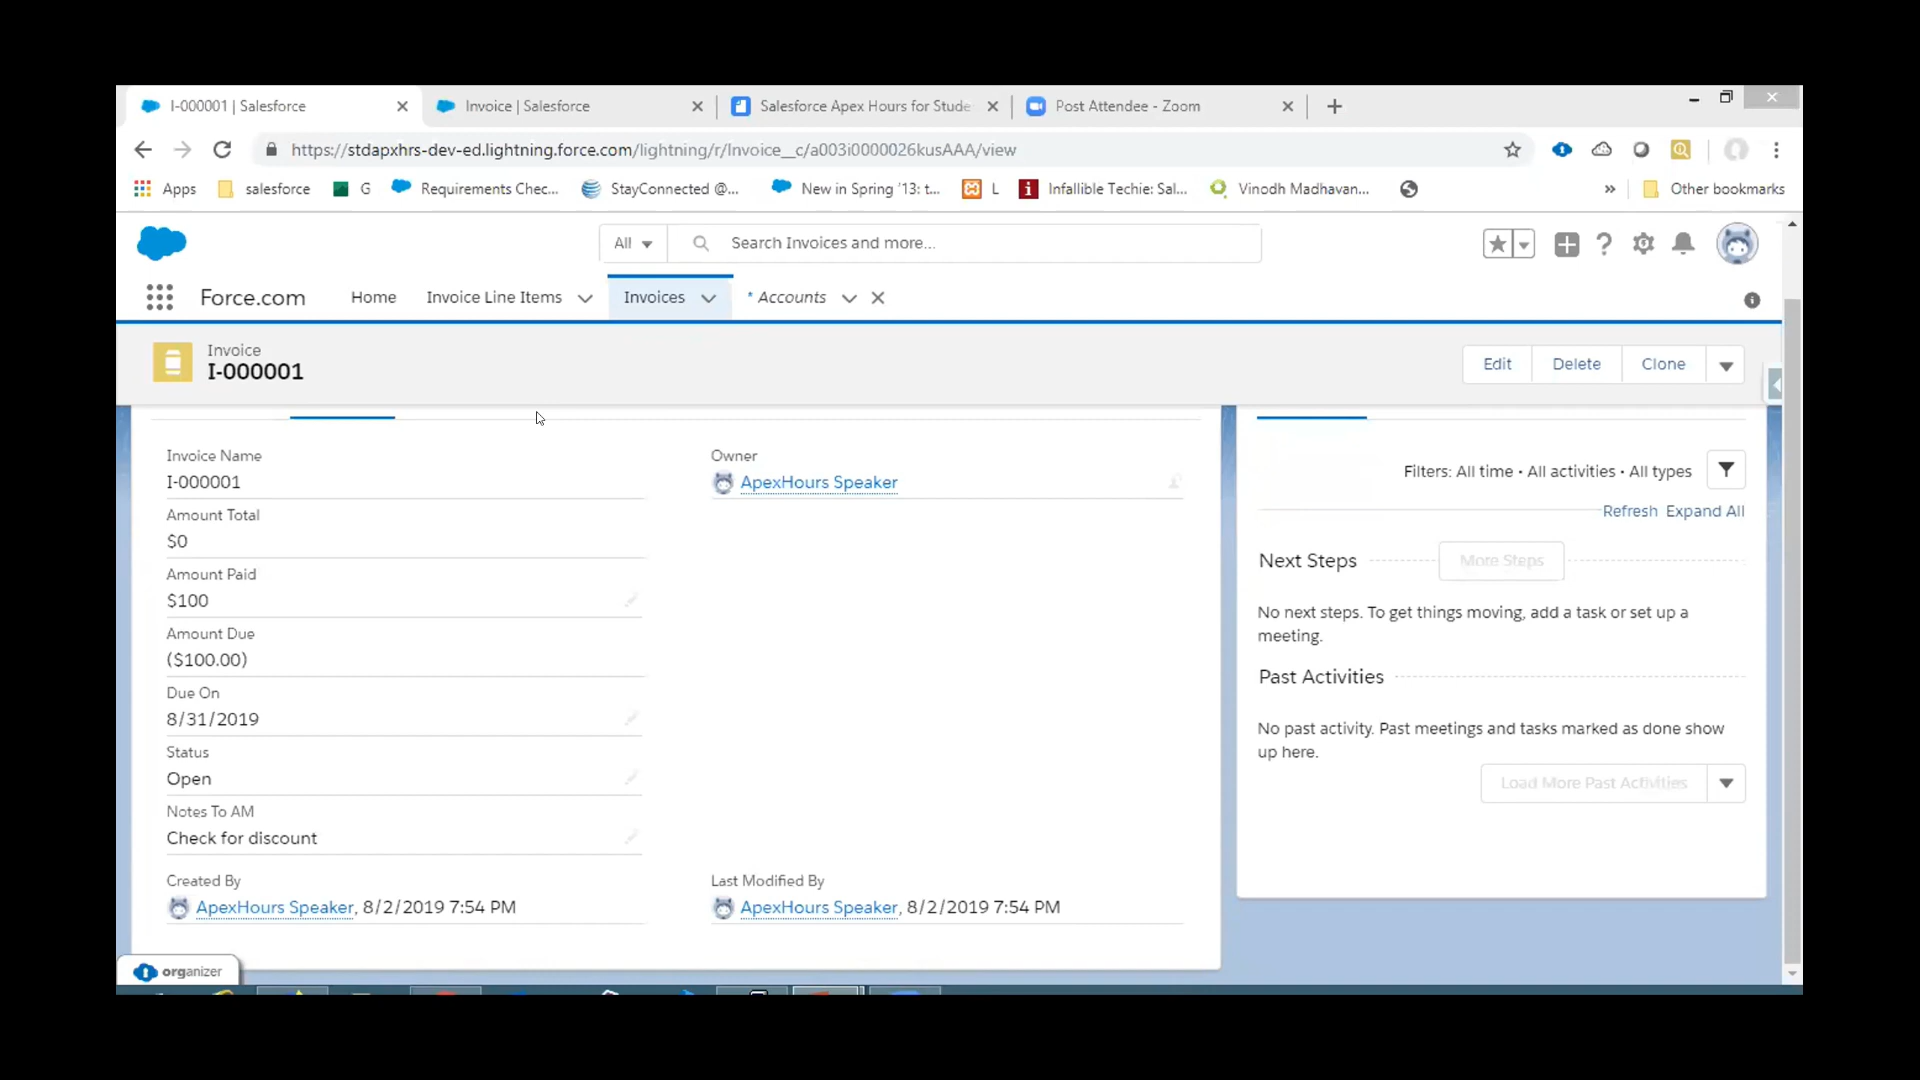 I-000001 | Salesforce
Invoice | Salesforce
Salesforce Apex Hours for Stude
Post Attendee - Zoom
https://stdapxhrs-dev-ed.lightning.force.com/lightning/r/Invoice__c/a003i0000026kusAAA/view
Apps
salesforce
G
Requirements Chec...
StayConnected @...
New in Spring '13: t...
L
Infallible Techie: Sal...
Vinodh Madhavan...
»
Other bookmarks
All
Search Invoices and more...
Force.com
Home
Invoice Line Items
Invoices
* Accounts
Invoice
I-000001
Edit
Delete
Clone
Invoice Name
I-000001
Owner
ApexHours Speaker
Amount Total
$0
Amount Paid
$100
Amount Due
($100.00)
Due On
8/31/2019
Status
Open
Notes To AM
Check for discount
Created By
ApexHours Speaker, 8/2/2019 7:54 PM
Last Modified By
ApexHours Speaker, 8/2/2019 7:54 PM
Filters: All time • All activities • All types
Refresh Expand All
Next Steps
More Steps
No next steps. To get things moving, add a task or set up a
meeting.
Past Activities
No past activity. Past meetings and tasks marked as done show
up here.
Load More Past Activities
organizer